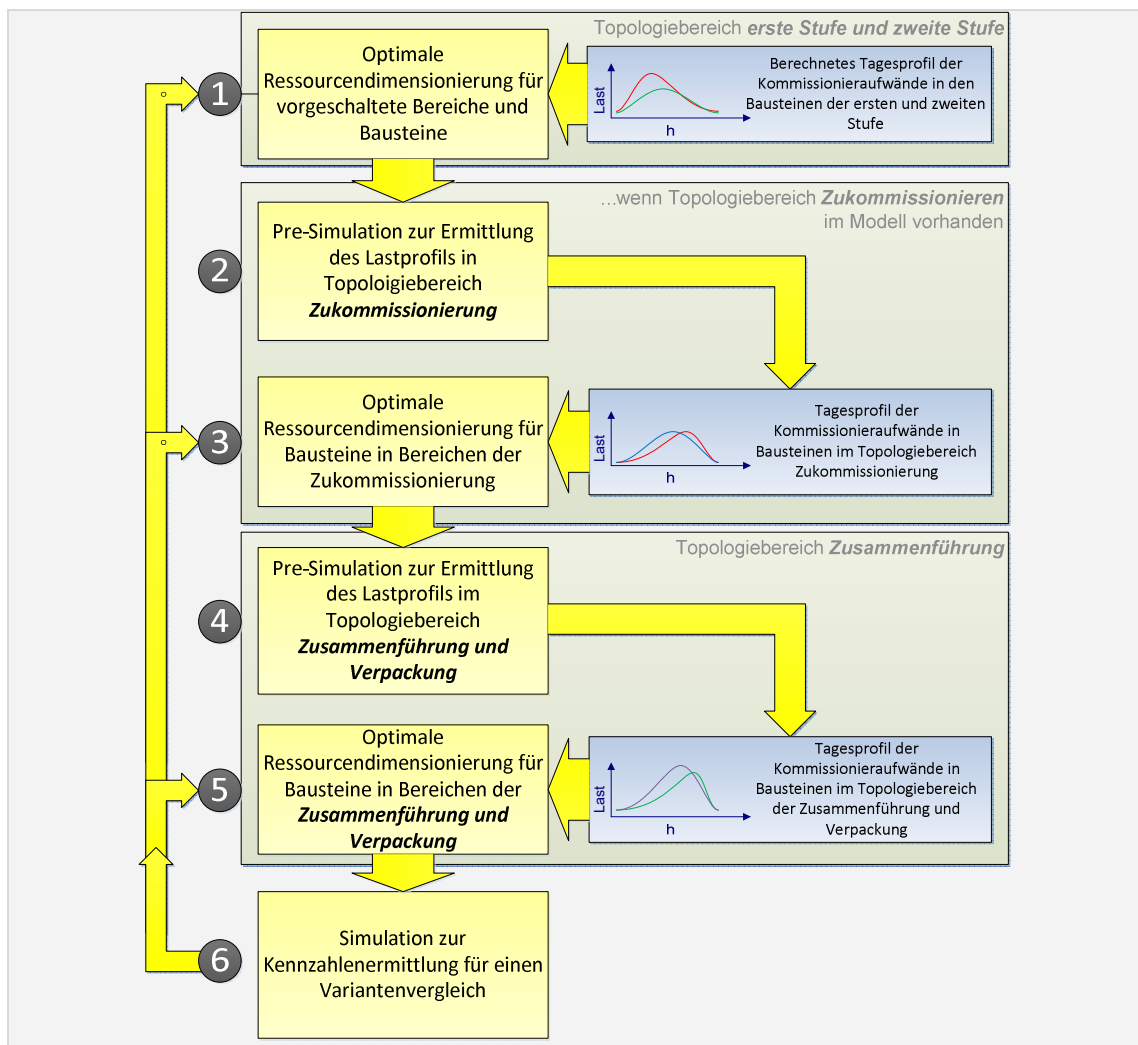 Topologiebereich erste Stufe und zweite Stufe
1
Optimale
Ressourcendimensionierung für
vorgeschaltete Bereiche und
Bausteine
Last
h
Berechnetes Tagesprofil der
Kommissionieraufwände in den
Bausteinen der ersten und zweiten
Stufe
...wenn Topologiebereich Zukommissionieren
im Modell vorhanden
2
Pre-Simulation zur Ermittlung
des Lastprofils in
Topoloigiebereich
Zukommissionierung
3
Optimale
Ressourcendimensionierung für
Bausteine in Bereichen der
Zukommissionierung
Last
h
Tagesprofil der
Kommissionieraufwände in
Bausteinen im Topologiebereich
Zukommissionierung
Topologiebereich Zusammenführung
4
Pre-Simulation zur Ermittlung
des Lastprofils im
Topologiebereich
Zusammenführung und
Verpackung
5
Optimale
Ressourcendimensionierung für
Bausteine in Bereichen der
Zusammenführung und
Verpackung
Last
h
Tagesprofil der
Kommissionieraufwände in
Bausteinen im Topologiebereich
der Zusammenführung und
Verpackung
6
Simulation zur
Kennzahlenermittlung für einen
Variantenvergleich